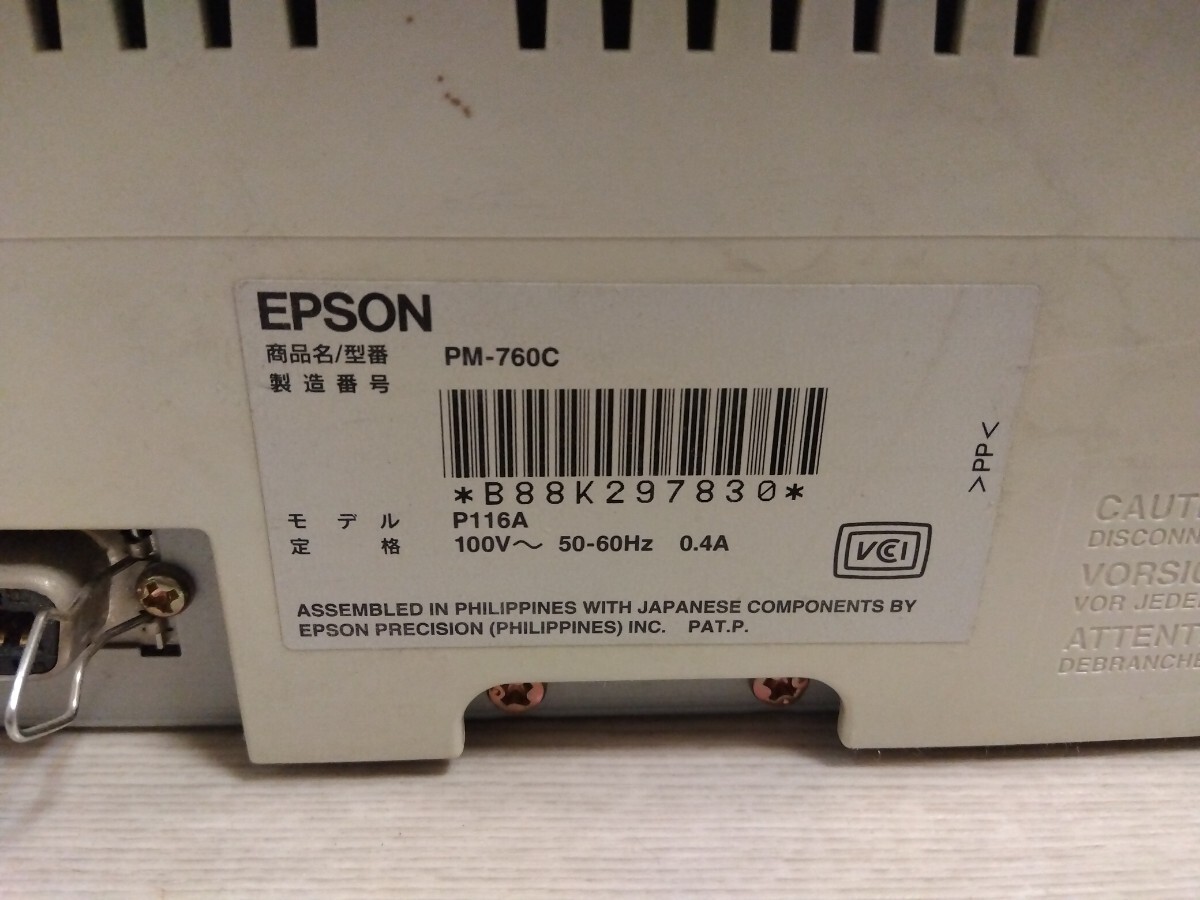 EPSON
商品名/型番 PM-760C
製造番号
*B88K297830*
モデル P116A
定格 100V～ 50-60Hz 0.4A
VCCI
ASSEMBLED IN PHILIPPINES WITH JAPANESE COMPONENTS BY
EPSON PRECISION (PHILIPPINES) INC. PAT.P.
>PP<
CAUT
DISCONN
VORSIC
VOR JEDE
ATTENT
DEBRANCHE